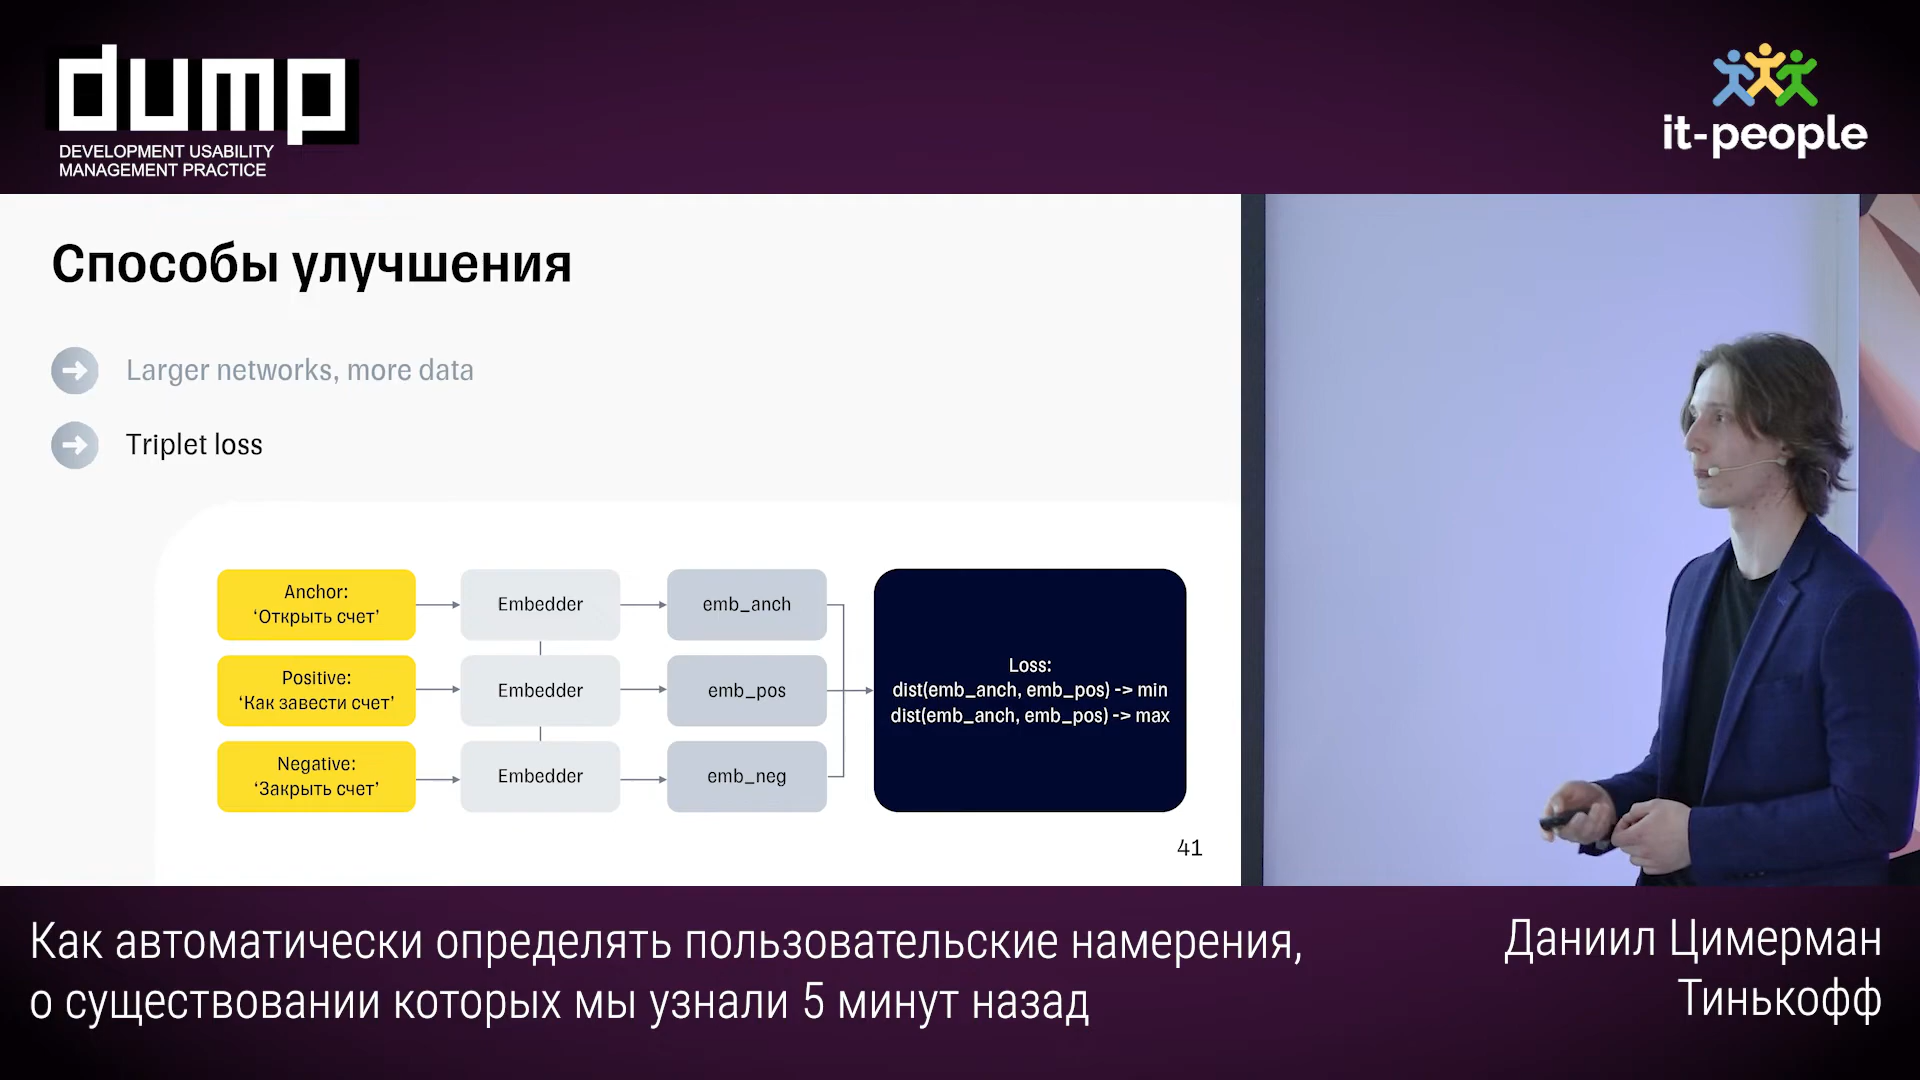 dump
DEVELOPMENT USABILITY
MANAGEMENT PRACTICE
it-people
Способы улучшения
Larger networks, more data
Triplet loss
Anchor:
‘Открыть счет’
Embedder
emb_anch
Positive:
‘Как завести счет’
Embedder
emb_pos
Negative:
‘Закрыть счет’
Embedder
emb_neg
Loss:
dist(emb_anch, emb_pos) -> min
dist(emb_anch, emb_pos) -> max
41
Как автоматически определять пользовательские намерения,
о существовании которых мы узнали 5 минут назад
Даниил Цимерман
Тинькофф